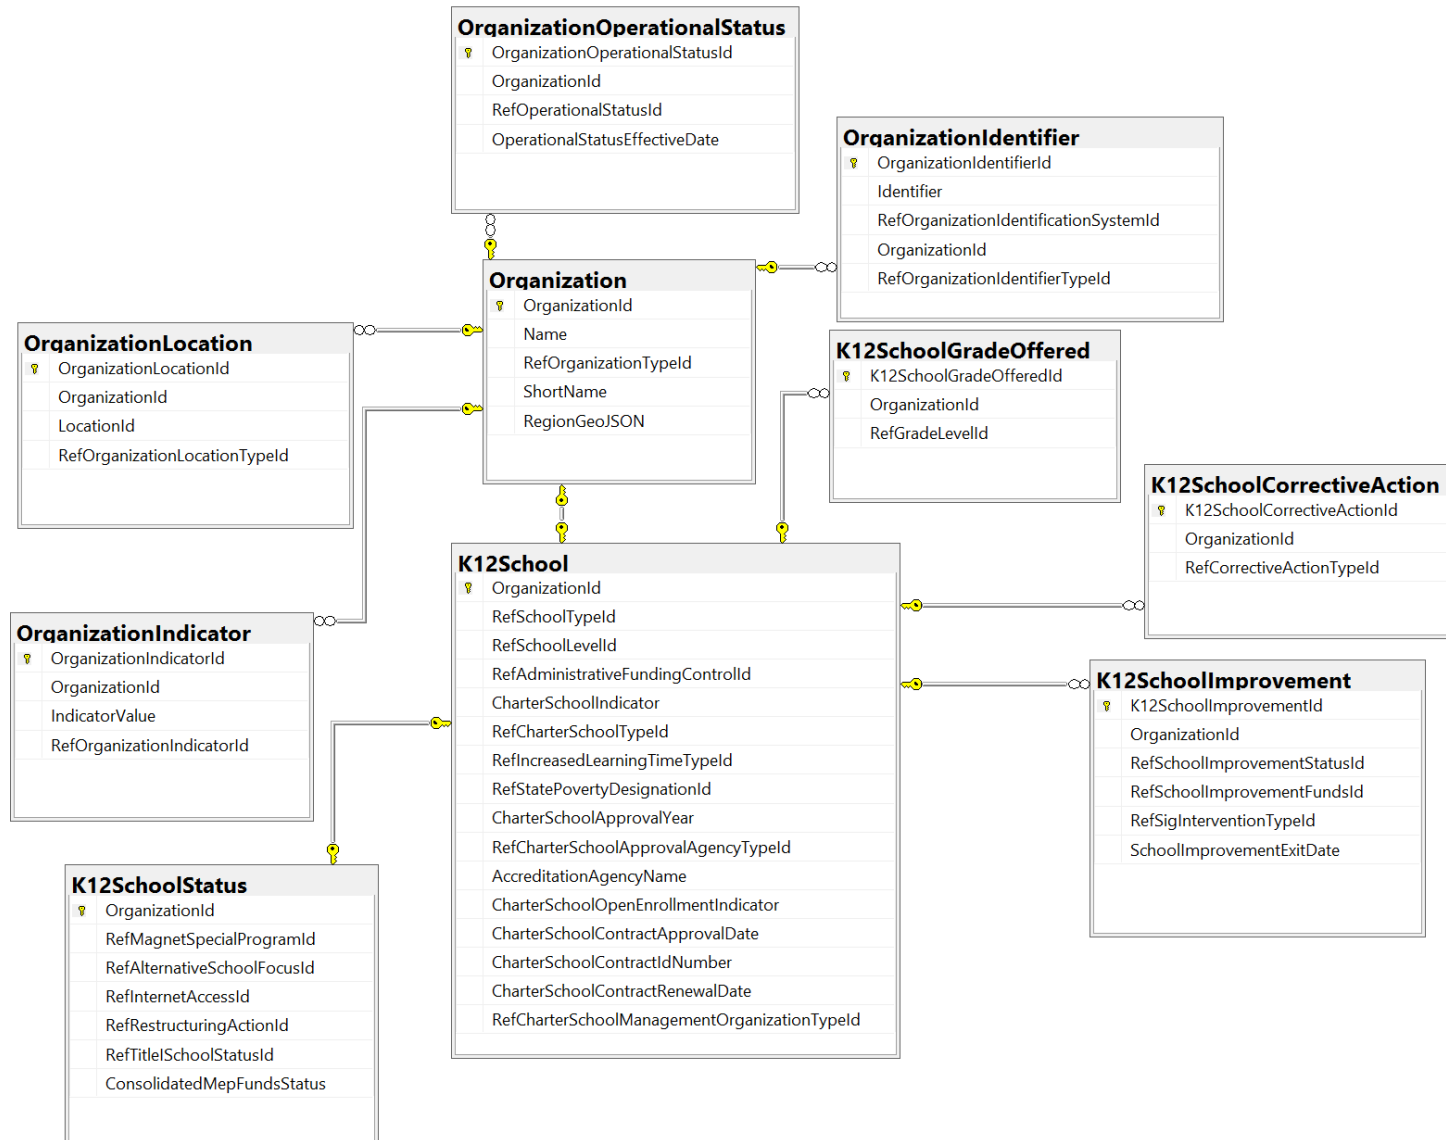 OrganizationOperationalStatus
OrganizationOperationalStatusId
OrganizationId
RefOperationalStatusId
OperationalStatusEffectiveDate
OrganizationIdentifier
OrganizationIdentifierId
Identifier
RefOrganizationIdentificationSystemId
OrganizationId
RefOrganizationIdentifierTypeId
Organization
OrganizationId
Name
RefOrganizationTypeId
ShortName
RegionGeoJSON
OrganizationLocation
OrganizationLocationId
OrganizationId
LocationId
RefOrganizationLocationTypeId
K12SchoolGradeOffered
K12SchoolGradeOfferedId
OrganizationId
RefGradeLevelId
K12SchoolCorrectiveAction
K12SchoolCorrectiveActionId
OrganizationId
RefCorrectiveActionTypeId
K12School
OrganizationId
RefSchoolTypeId
RefSchoolLevelId
RefAdministrativeFundingControlId
CharterSchoolIndicator
RefCharterSchoolTypeId
RefIncreasedLearningTimeTypeId
RefStatePovertyDesignationId
CharterSchoolApprovalYear
RefCharterSchoolApprovalAgencyTypeId
AccreditationAgencyName
CharterSchoolOpenEnrollmentIndicator
CharterSchoolContractApprovalDate
CharterSchoolContractIdNumber
CharterSchoolContractRenewalDate
RefCharterSchoolManagementOrganizationTypeId
OrganizationIndicator
OrganizationIndicatorId
OrganizationId
IndicatorValue
RefOrganizationIndicatorId
K12SchoolImprovement
K12SchoolImprovementId
OrganizationId
RefSchoolImprovementStatusId
RefSchoolImprovementFundsId
RefSigInterventionTypeId
SchoolImprovementExitDate
K12SchoolStatus
OrganizationId
RefMagnetSpecialProgramId
RefAlternativeSchoolFocusId
RefInternetAccessId
RefRestructuringActionId
RefTitleISchoolStatusId
ConsolidatedMepFundsStatus